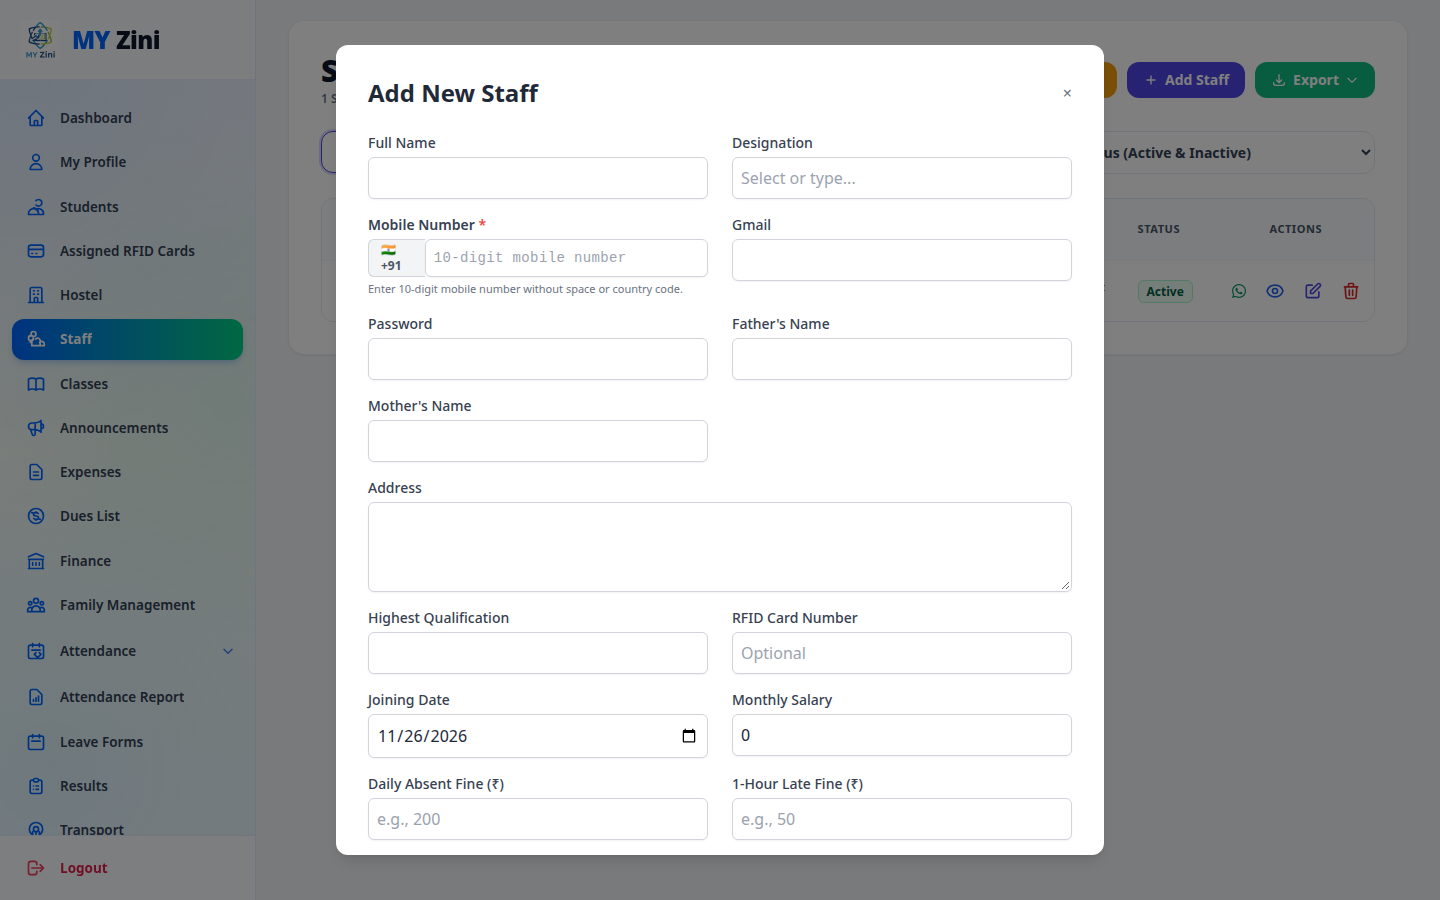 MY Zini
MY Zini
Dashboard
My Profile
Students
Assigned RFID Cards
Hostel
Staff
Classes
Announcements
Expenses
Dues List
Finance
Family Management
Attendance
Attendance Report
Leave Forms
Results
Transport
Logout
S
1 S
Add Staff
Export
us (Active & Inactive)
STATUS
ACTIONS
Active
Add New Staff
×
Full Name
Designation
Select or type...
Mobile Number *
Gmail
+91
10-digit mobile number
Enter 10-digit mobile number without space or country code.
Password
Father's Name
Mother's Name
Address
Highest Qualification
RFID Card Number
Optional
Joining Date
Monthly Salary
11/26/2026
0
Daily Absent Fine (₹)
1-Hour Late Fine (₹)
e.g., 200
e.g., 50